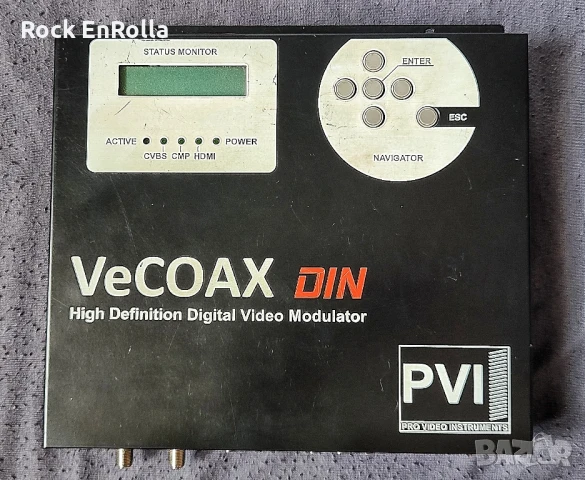 Rock EnRolla
STATUS MONITOR
ACTIVE
POWER
CVBS CMP HDMI
ENTER
ESC
NAVIGATOR
VeCOAX DIN
High Definition Digital Video Modulator
PVI
PRO VIDEO INSTRUMENTS
BAZAR